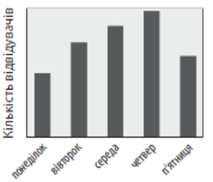 Кількість відвідувачів
понеділок
вівторок
середа
четвер
п'ятниця